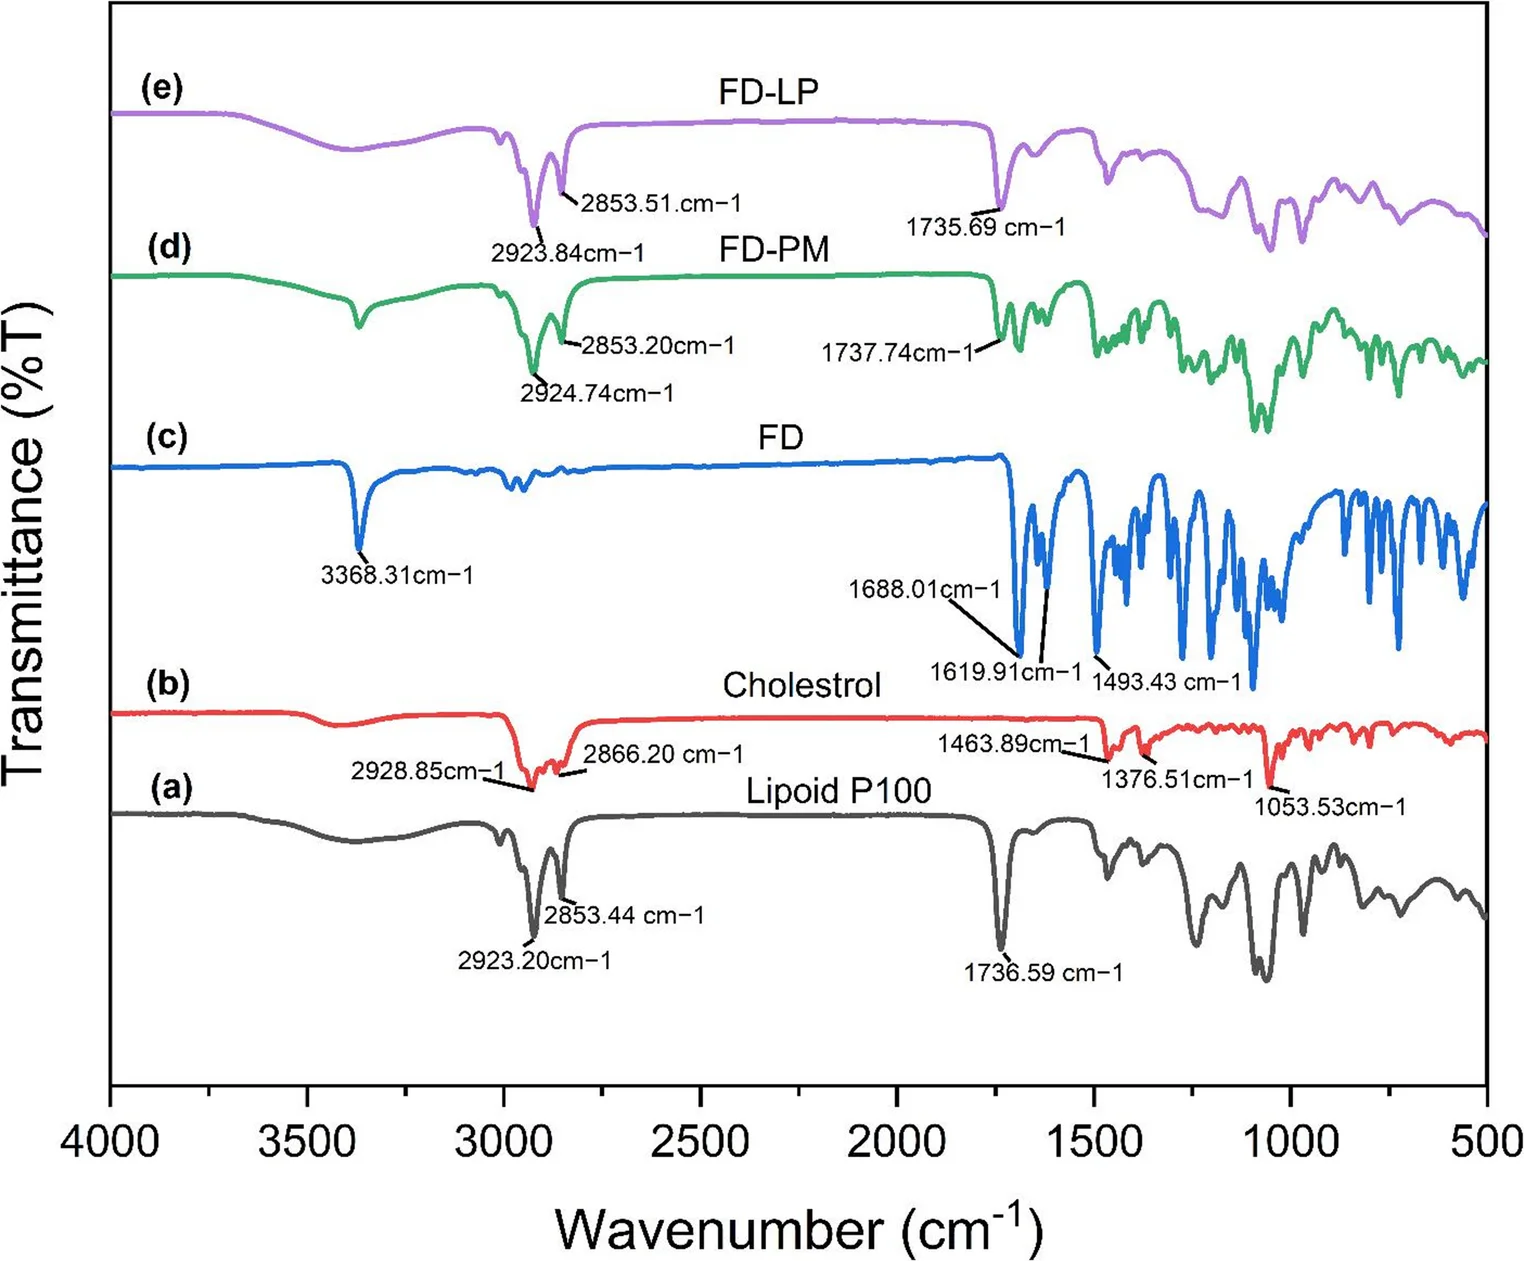 (e)
FD-LP
2853.51.cm−1
1735.69 cm−1
2923.84cm−1
(d)
FD-PM
2853.20cm−1
1737.74cm−1
2924.74cm−1
(c)
FD
3368.31cm−1
1688.01cm−1
1619.91cm−1
1493.43 cm−1
(b)
Cholestrol
1463.89cm−1
2866.20 cm−1
2928.85cm−1
1376.51cm−1
1053.53cm−1
(a)
Lipoid P100
2853.44 cm−1
2923.20cm−1
1736.59 cm−1
Transmittance (%T)
4000 3500 3000 2500 2000 1500 1000 500
Wavenumber (cm-1)